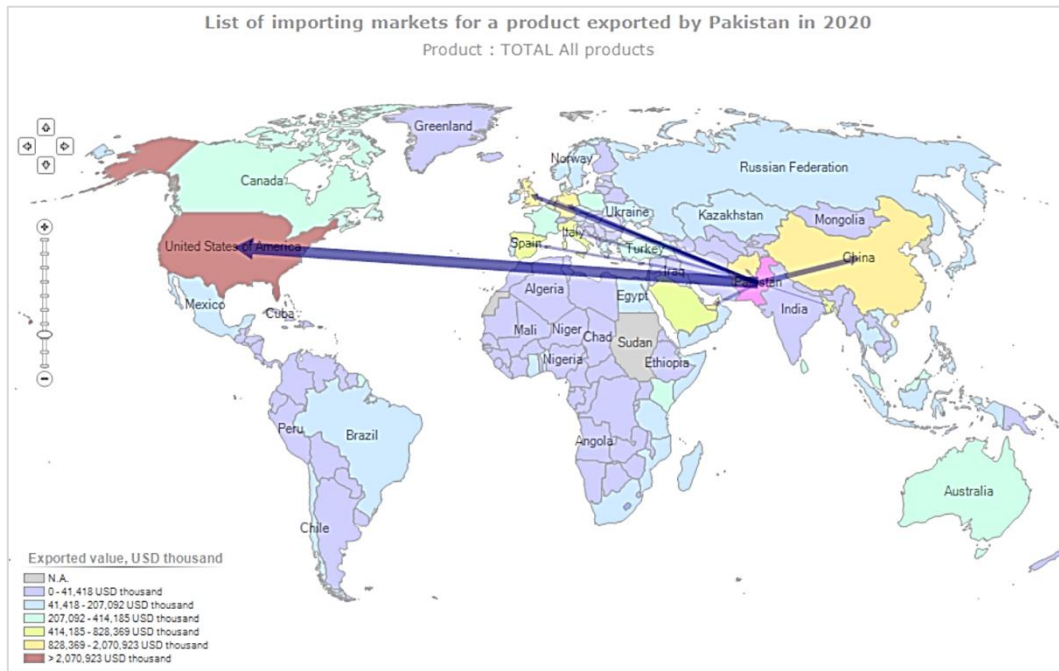 List of importing markets for a product exported by Pakistan in 2020
Product : TOTAL All products
Greenland
Norway
Russian Federation
Canada
Ukraine
Kazakhstan
Mongolia
United States of America
Spain
Italy
Turkey
China
Iraq
Pakistan
Mexico
Cuba
Algeria
Egypt
India
Mali
Niger
Chad
Sudan
Nigeria
Ethiopia
Peru
Brazil
Angola
Australia
Chile
Exported value, USD thousand
N.A.
0 - 41,418 USD thousand
41,418 - 207,092 USD thousand
207,092 - 414,185 USD thousand
414,185 - 828,369 USD thousand
828,369 - 2,070,923 USD thousand
> 2,070,923 USD thousand